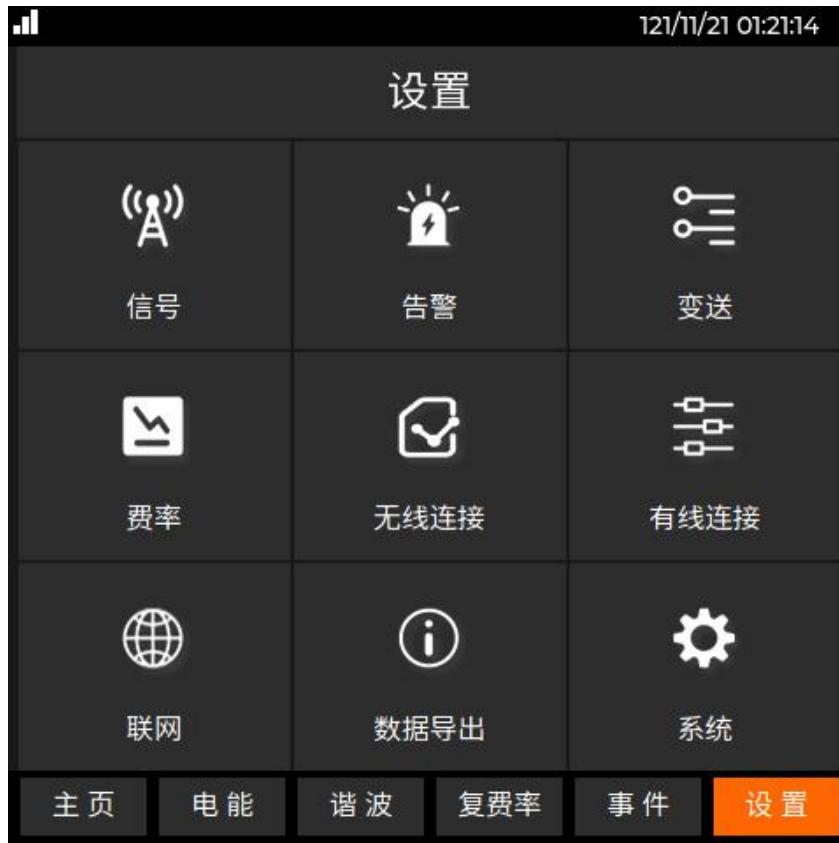 121/11/21 01:21:14
设置
信号 告警 变送
费率 无线连接 有线连接
联网 数据导出 系统
主页 电能 谐波 复费率 事件 设置